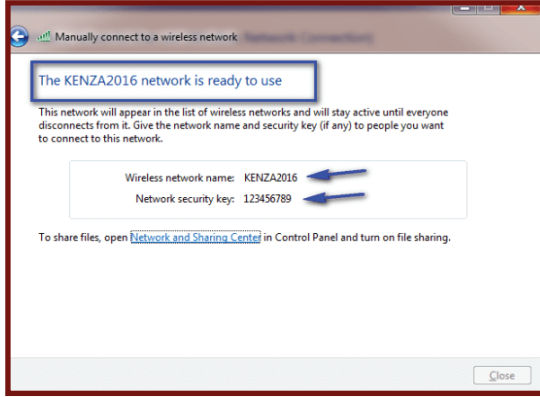 Manually connect to a wireless network
The KENZA2016 network is ready to use
This network will appear in the list of wireless networks and will stay active until everyone
disconnects from it. Give the network name and security key (if any) to people you want
to connect to this network.
Wireless network name: KENZA2016
Network security key: 123456789
To share files, open Network and Sharing Center in Control Panel and turn on file sharing.
Close